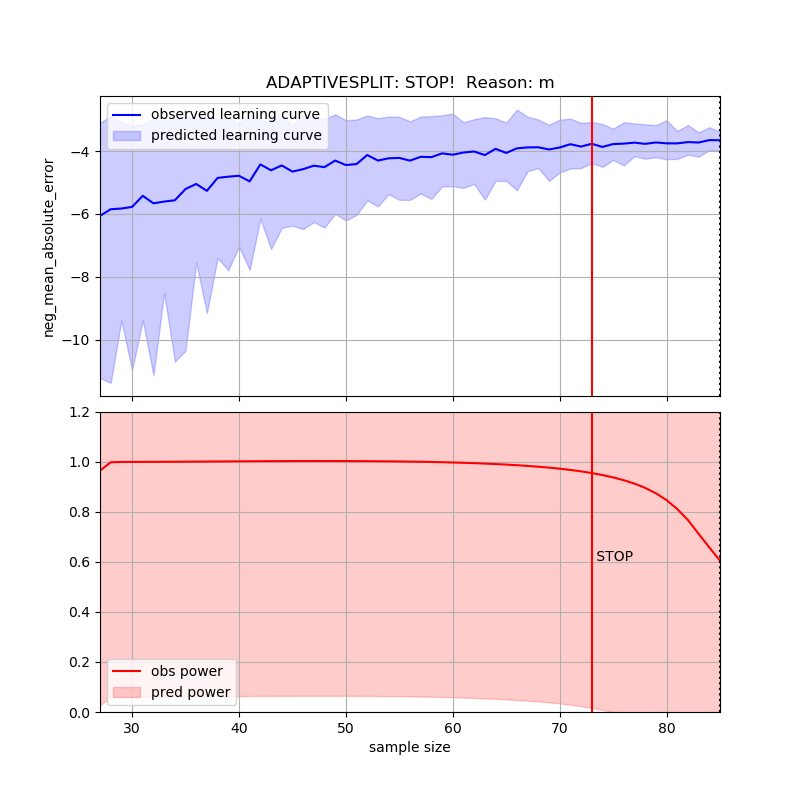 ADAPTIVESPLIT: STOP!  Reason: m
observed learning curve
predicted learning curve
neg_mean_absolute_error
−4
−6
−8
−10
1.2
1.0
0.8
0.6
0.4
0.2
0.0
STOP
obs power
pred power
30 40 50 60 70 80
sample size